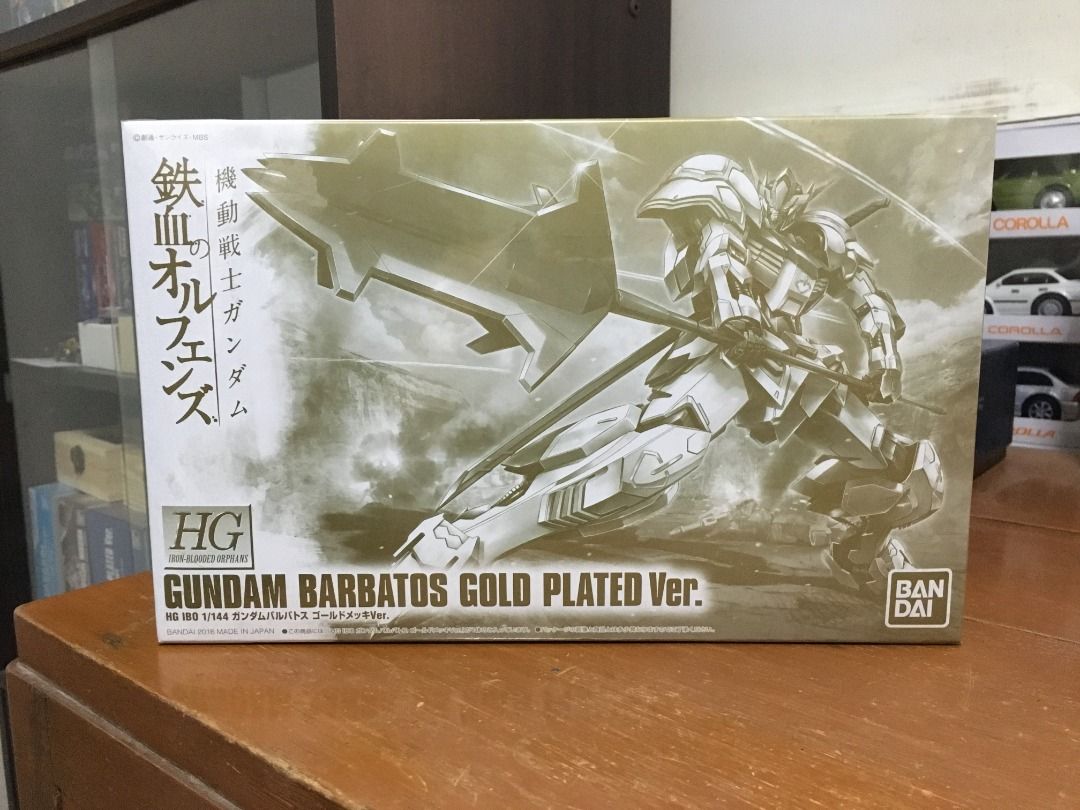 ©創通・サンライズ・MBS
機動戦士ガンダム
鉄血のオルフェンズ
HG
IRON-BLOODED ORPHANS
GUNDAM BARBATOS GOLD PLATED Ver.
HG IBO 1/144 ガンダムバルバトス ゴールドメッキVer.
BANDAI 2016 MADE IN JAPAN
BAN
DAI
COROLLA
COROLLA
COROLLA